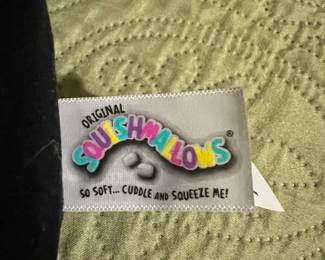 ORIGINAL
SQUISHMALLOWS®
SO SOFT... CUDDLE AND SQUEEZE ME!